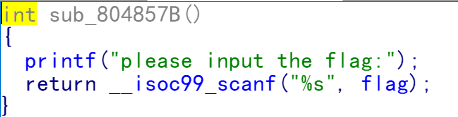 int sub_804857B()
{
printf("please input the flag:");
return __isoc99_scanf("%s", flag);
}